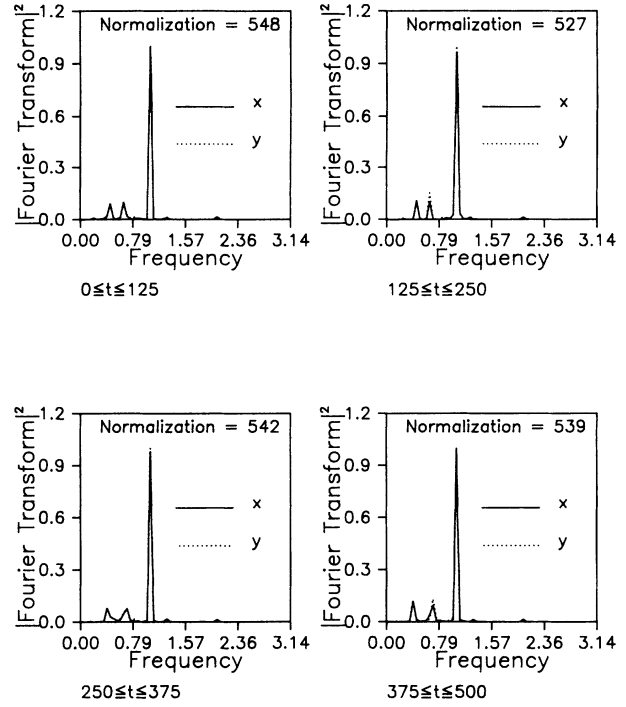 |Fourier Transform|²
1.2
0.9
0.6
0.3
0.0
Normalization = 548
x
y
0.00 0.79 1.57 2.36 3.14
Frequency
0≦t≦125
|Fourier Transform|²
1.2
0.9
0.6
0.3
0.0
Normalization = 527
x
y
0.00 0.79 1.57 2.36 3.14
Frequency
125≦t≦250
|Fourier Transform|²
1.2
0.9
0.6
0.3
0.0
Normalization = 542
x
y
0.00 0.79 1.57 2.36 3.14
Frequency
250≦t≦375
|Fourier Transform|²
1.2
0.9
0.6
0.3
0.0
Normalization = 539
x
y
0.00 0.79 1.57 2.36 3.14
Frequency
375≦t≦500